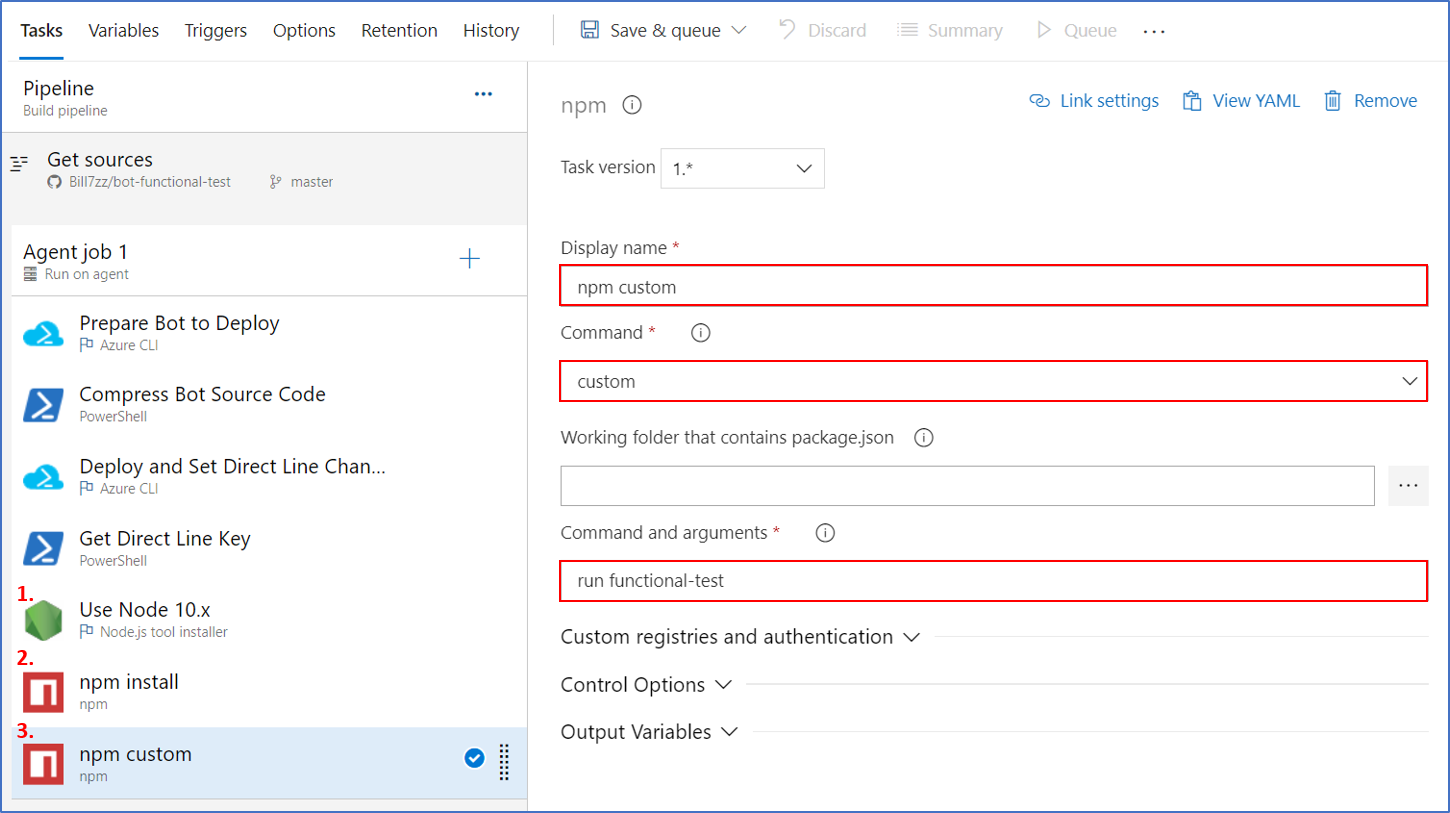 Tasks Variables Triggers Options Retention History Save & queue Discard Summary Queue ...
Pipeline
Build pipeline
...
Get sources
Bill7zz/bot-functional-test master
Agent job 1
Run on agent
Prepare Bot to Deploy
Azure CLI
Compress Bot Source Code
PowerShell
Deploy and Set Direct Line Chan...
Azure CLI
Get Direct Line Key
PowerShell
1.
Use Node 10.x
Node.js tool installer
2.
npm install
npm
3.
npm custom
npm
npm
Link settings View YAML Remove
Task version 1.*
Display name *
npm custom
Command *
custom
Working folder that contains package.json
...
Command and arguments *
run functional-test
Custom registries and authentication
Control Options
Output Variables